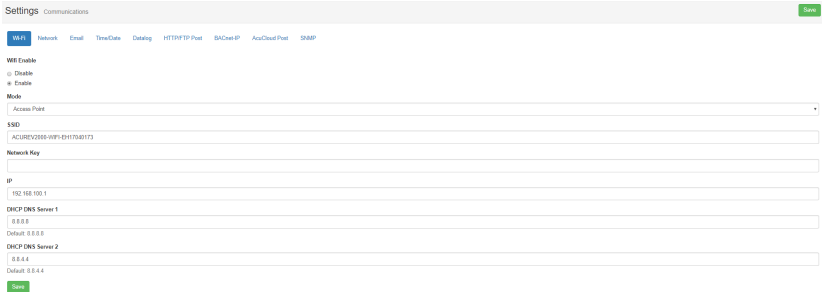 Settings Communications
Save
Wi-Fi Network Email Time/Date Datalog HTTP/FTP Post BACnet-IP AcuCloud Post SNMP
Wifi Enable
Disable
Enable
Mode
Access Point
SSID
ACUREV2000-WIFI-EH17040173
Network Key
IP
192.168.100.1
DHCP DNS Server 1
8.8.8.8
Default: 8.8.8.8
DHCP DNS Server 2
8.8.4.4
Default: 8.8.4.4
Save